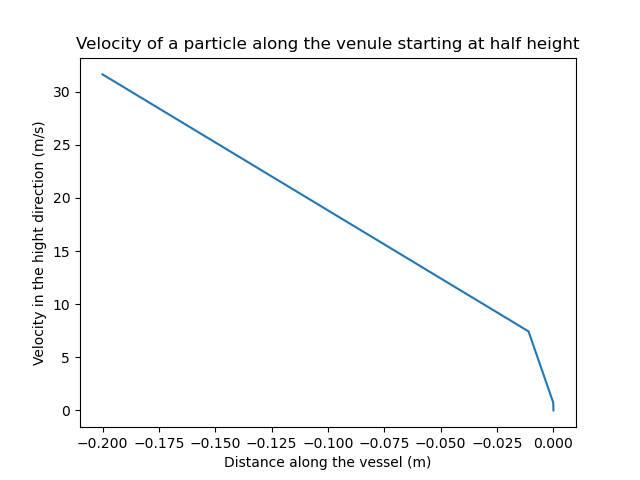 Velocity of a particle along the venule starting at half height
Velocity in the hight direction (m/s)
30
25
20
15
10
5
0
−0.200 −0.175 −0.150 −0.125 −0.100 −0.075 −0.050 −0.025 0.000
Distance along the vessel (m)